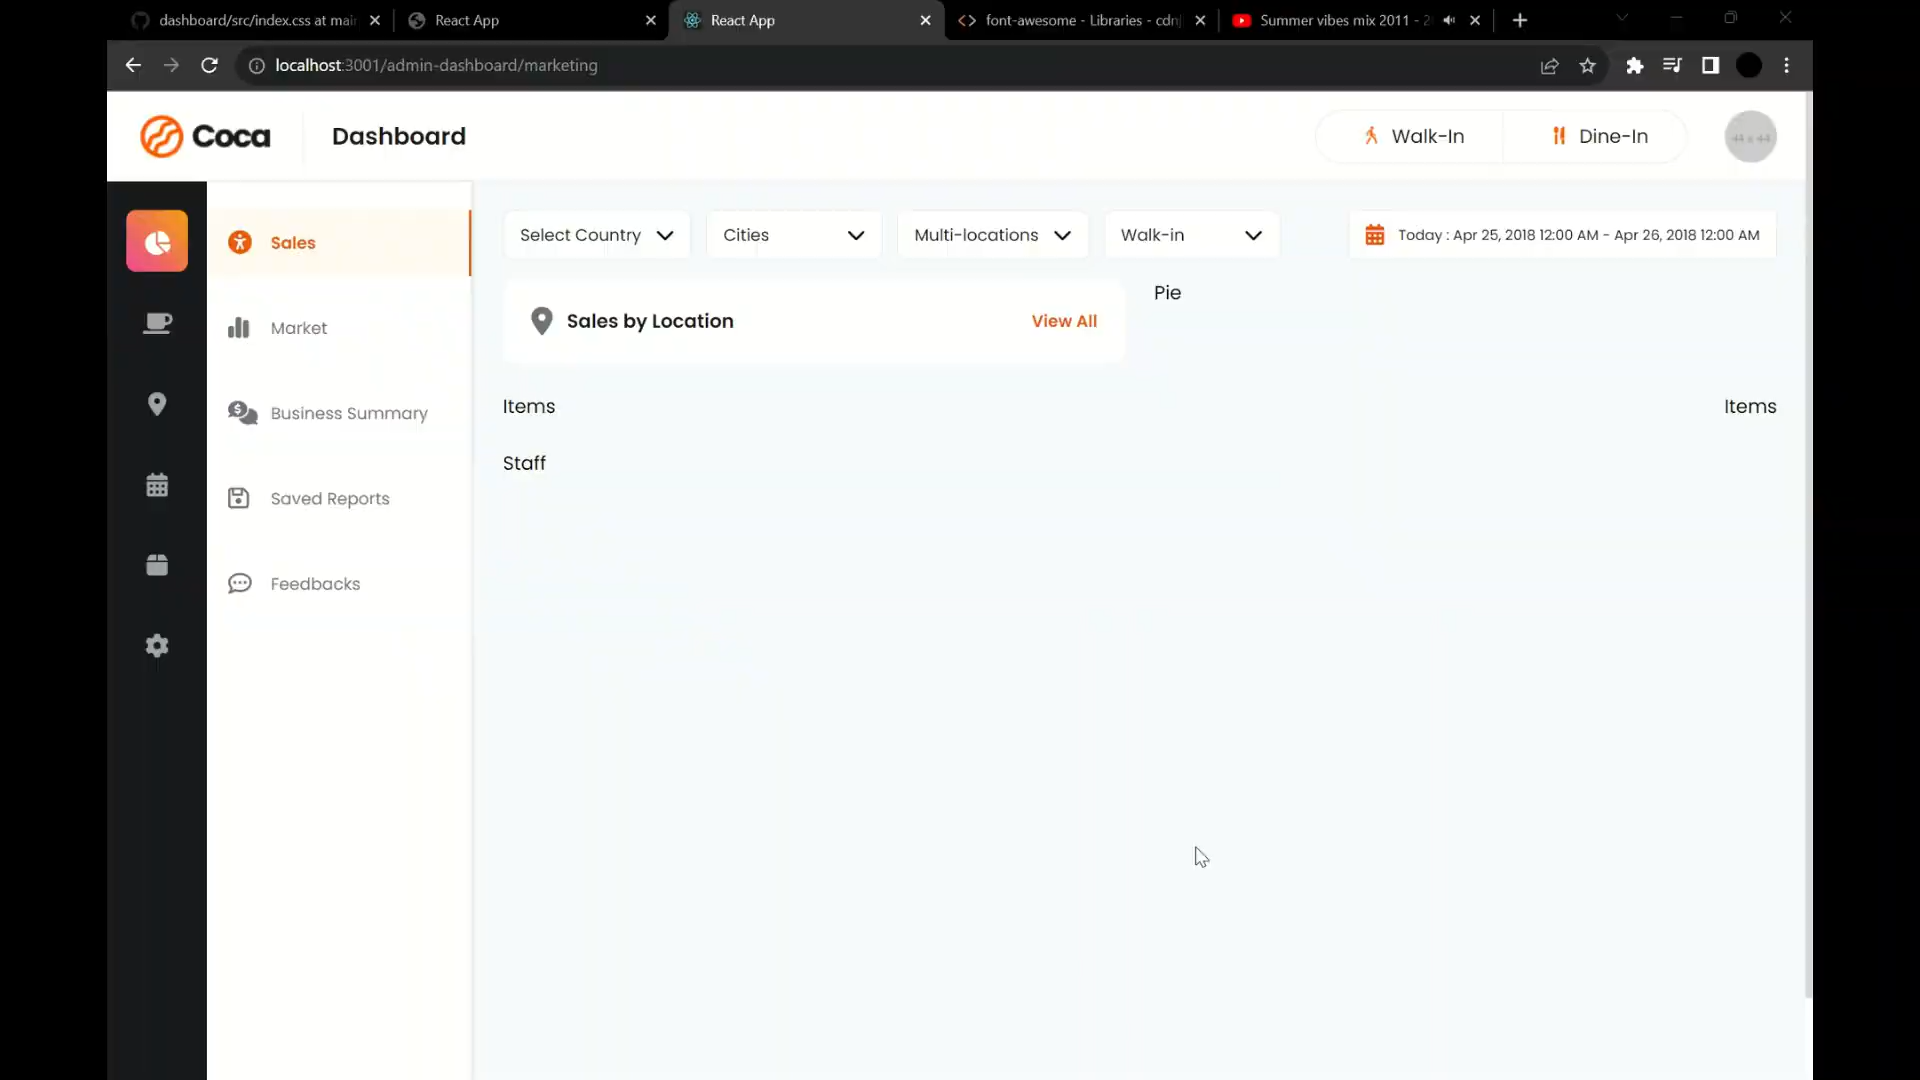 dashboard/src/index.css at mai
React App
React App
font-awesome - Libraries - cdnj
Summer vibes mix 2011 - 2
localhost:3001/admin-dashboard/marketing
Coca
Dashboard
Walk-In
Dine-In
44 x 44
Sales
Market
Business Summary
Saved Reports
Feedbacks
Select Country
Cities
Multi-locations
Walk-in
Today : Apr 25, 2018 12:00 AM - Apr 26, 2018 12:00 AM
Sales by Location
View All
Pie
Items
Items
Staff